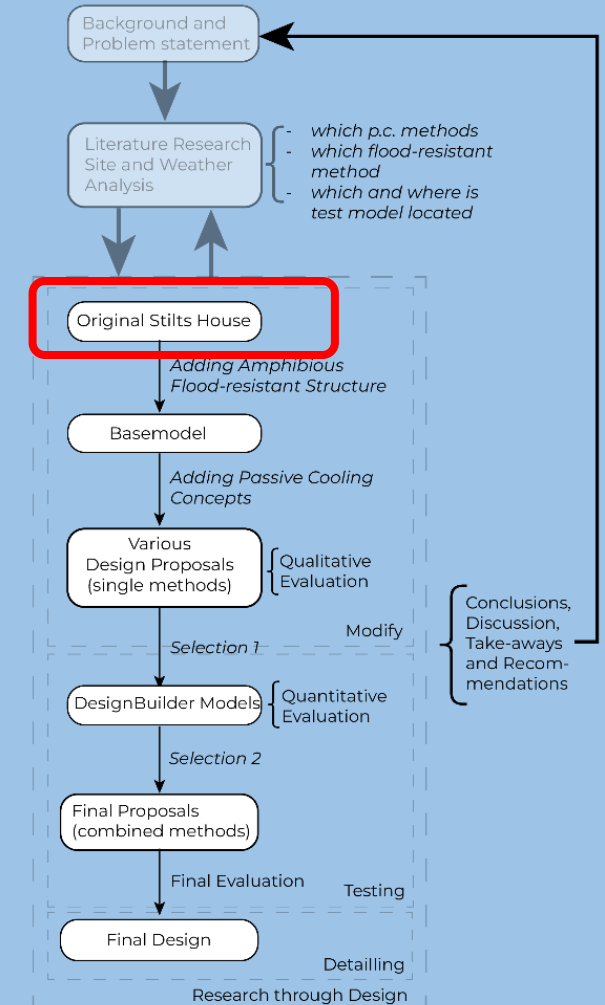 Background and
Problem statement
Literature Research
Site and Weather
Analysis
- which p.c. methods
- which flood-resistant
method
- which and where is
test model located
Original Stilts House
Adding Amphibious
Flood-resistant Structure
Basemodel
Adding Passive Cooling
Concepts
Various
Design Proposals
(single methods)
Qualitative
Evaluation
Modify
Selection 1
DesignBuilder Models
Quantitative
Evaluation
Selection 2
Final Proposals
(combined methods)
Final Evaluation
Testing
Final Design
Detailling
Research through Design
Conclusions,
Discussion,
Take-aways
and Recom-
mendations